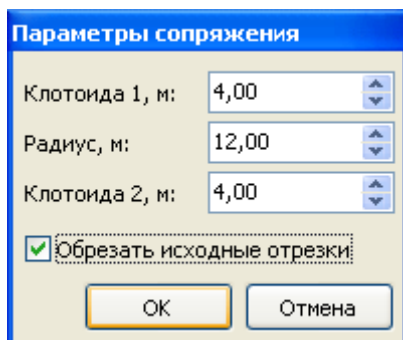 Параметры сопряжения
Клотоида 1, м: 4,00
Радиус, м: 12,00
Клотоида 2, м: 4,00
Обрезать исходные отрезки
OK Отмена